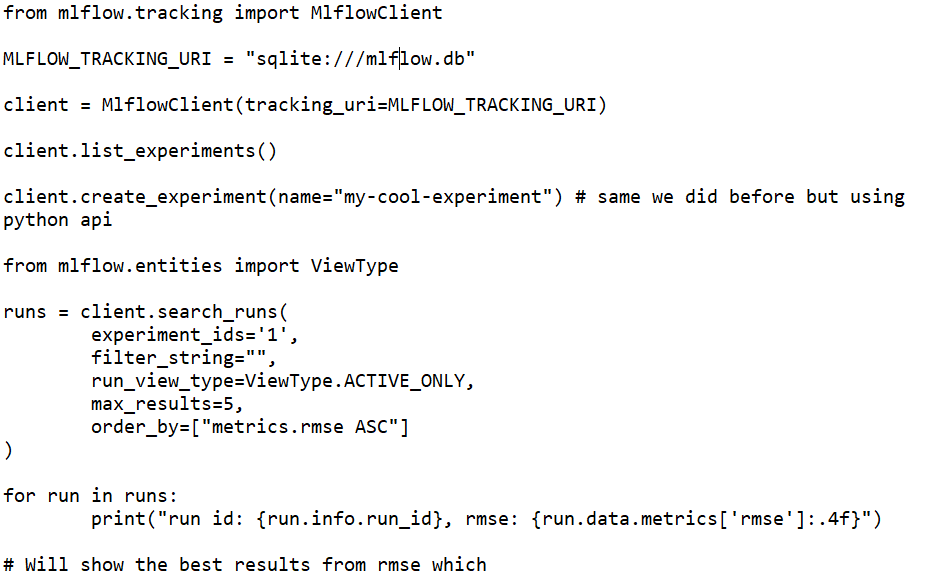 from mlflow.tracking import MlflowClient
MLFLOW_TRACKING_URI = "sqlite:///mlflow.db"
client = MlflowClient(tracking_uri=MLFLOW_TRACKING_URI)
client.list_experiments()
client.create_experiment(name="my-cool-experiment") # same we did before but using
python api
from mlflow.entities import ViewType
runs = client.search_runs(
        experiment_ids='1',
        filter_string="",
        run_view_type=ViewType.ACTIVE_ONLY,
        max_results=5,
        order_by=["metrics.rmse ASC"]
)
for run in runs:
        print("run id: {run.info.run_id}, rmse: {run.data.metrics['rmse']:.4f}")
# Will show the best results from rmse which